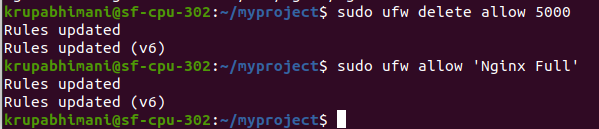 krupabhimani@sf-cpu-302:~/myproject$ sudo ufw delete allow 5000
Rules updated
Rules updated (v6)
krupabhimani@sf-cpu-302:~/myproject$ sudo ufw allow 'Nginx Full'
Rules updated
Rules updated (v6)
krupabhimani@sf-cpu-302:~/myproject$